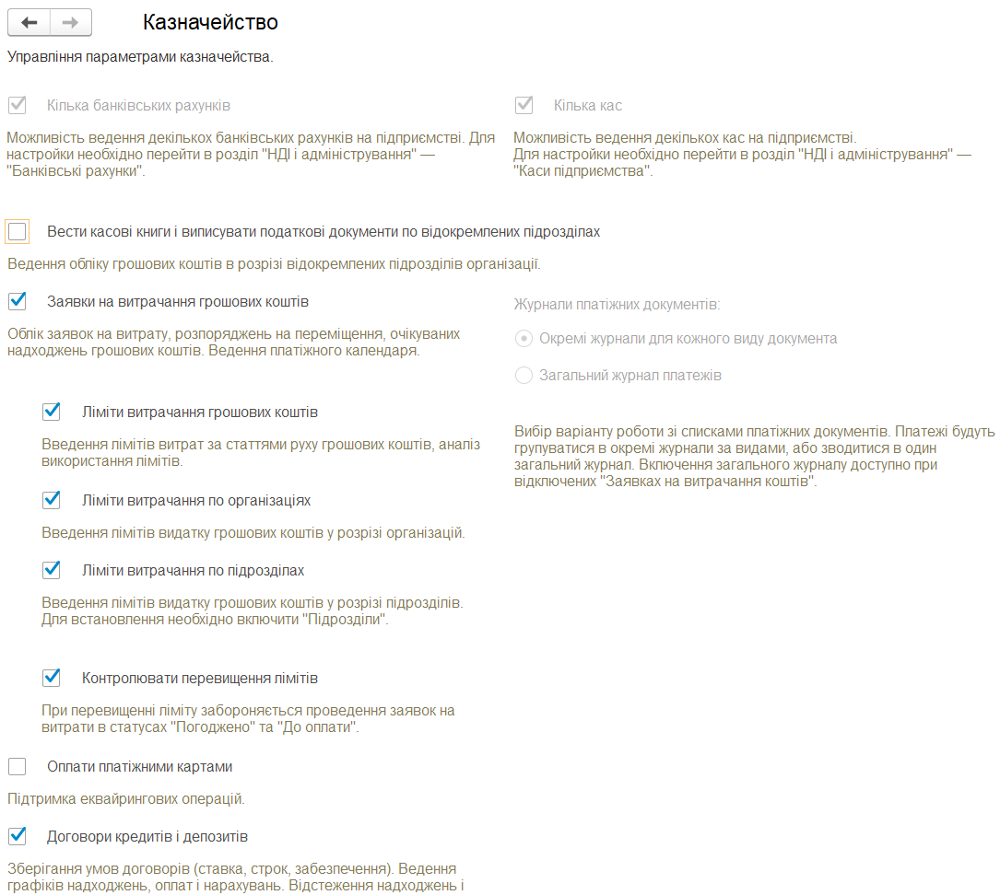 Казначейство
Управління параметрами казначейства.
Кілька банківських рахунків
Можливість ведення декількох банківських рахунків на підприємстві. Для
настройки необхідно перейти в розділ "НДІ і адміністрування" —
"Банківські рахунки".
Кілька кас
Можливість ведення декількох кас на підприємстві.
Для настройки необхідно перейти в розділ "НДІ і адміністрування" —
"Каси підприємства".
Вести касові книги і виписувати податкові документи по відокремлених підрозділах
Ведення обліку грошових коштів в розрізі відокремлених підрозділів організації.
Заявки на витрачання грошових коштів
Облік заявок на витрату, розпоряджень на переміщення, очікуваних
надходжень грошових коштів. Ведення платіжного календаря.
Ліміти витрачання грошових коштів
Введення лімітів витрат за статтями руху грошових коштів, аналіз
використання лімітів.
Ліміти витрачання по організаціях
Введення лімітів видатку грошових коштів у розрізі організацій.
Ліміти витрачання по підрозділах
Введення лімітів видатку грошових коштів у розрізі підрозділів.
Для встановлення необхідно включити "Підрозділи".
Контролювати перевищення лімітів
При перевищенні ліміту забороняється проведення заявок на
витрати в статусах "Погоджено" та "До оплати".
Журнали платіжних документів:
Окремі журнали для кожного виду документа
Загальний журнал платежів
Вибір варіанту роботи зі списками платіжних документів. Платежі будуть
групуватися в окремі журнали за видами, або зводитися в один
загальний журнал. Включення загального журналу доступно при
відключених "Заявках на витрачання коштів".
Оплати платіжними картами
Підтримка еквайрингових операцій.
Договори кредитів і депозитів
Зберігання умов договорів (ставка, строк, забезпечення). Ведення
графіків надходжень, оплат і нарахувань. Відстеження надходжень і